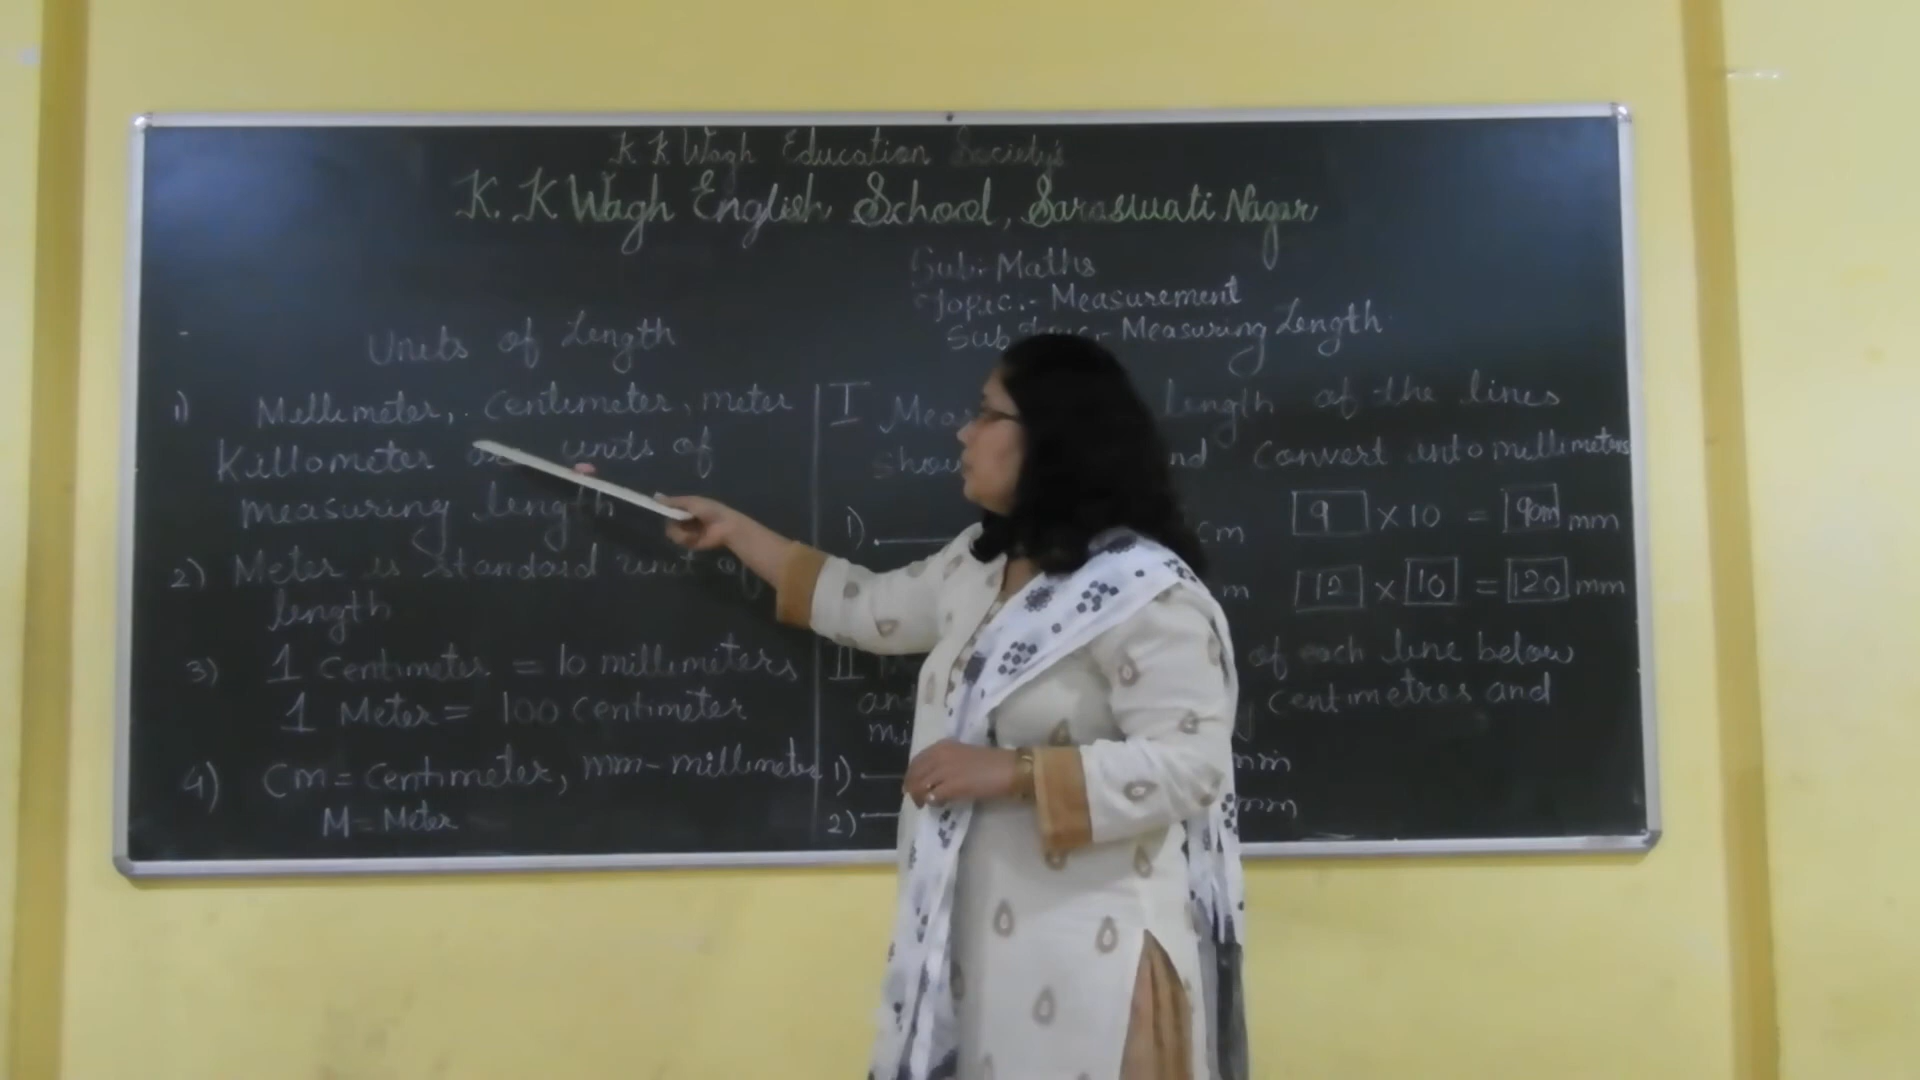 K K Wagh Education Society's
K. K Wagh English School, Saraswati Nagar
Sub:- Maths
Topic:- Measurement
Sub :- Measuring Length
Units of Length
1) Millimeter, Centimeter, meter
Killometer are units of
measuring length
2) Meter is standard unit of
length
3) 1 Centimeter = 10 millimeters
1 Meter = 100 Centimeter
4) Cm = Centimeter, mm - millimeter
M = Meter
I Length of the lines
Convert into millimeters
1) cm 9 × 10 = 90m mm
m 12 × 10 = 120 mm
II of each line below
Centimetres and
1) mm
2) mm